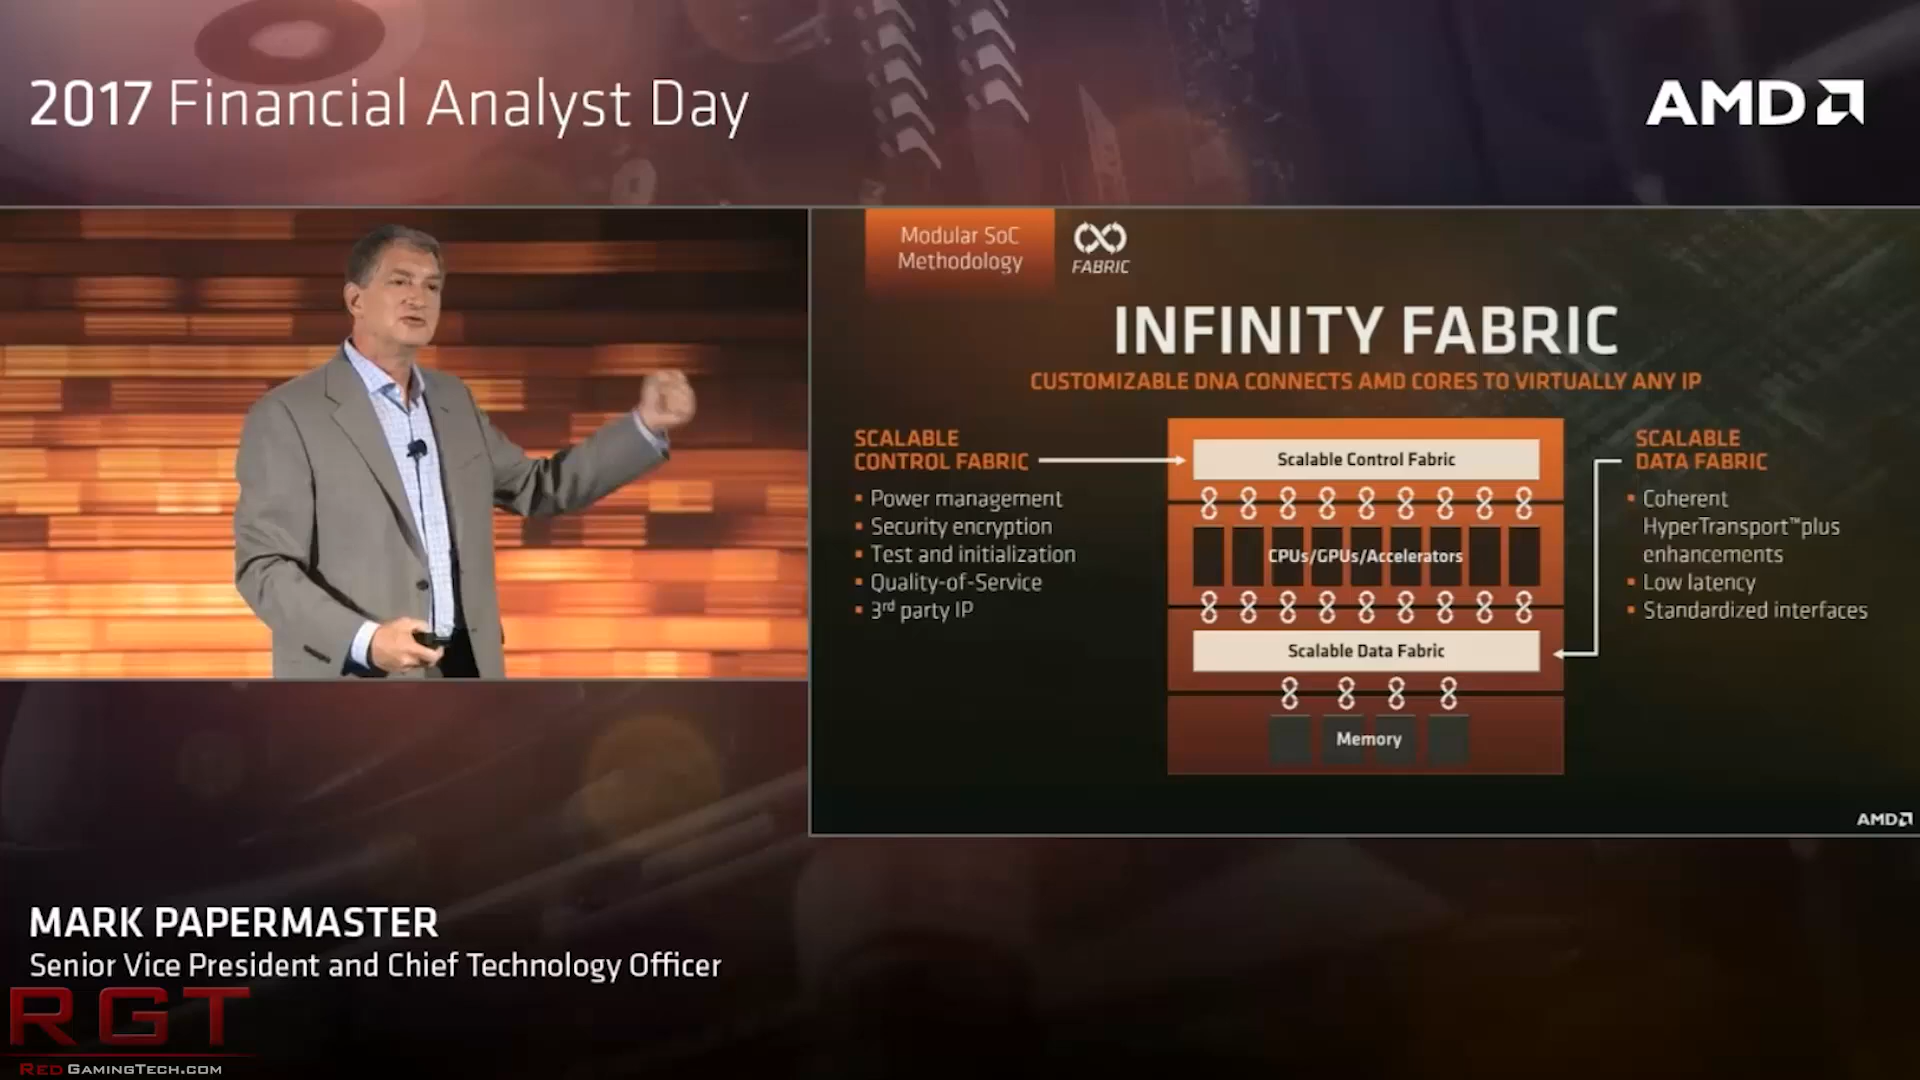 2017 Financial Analyst Day
AMD
Modular SoC
Methodology
FABRIC
INFINITY FABRIC
CUSTOMIZABLE DNA CONNECTS AMD CORES TO VIRTUALLY ANY IP
SCALABLE
CONTROL FABRIC
▪ Power management
▪ Security encryption
▪ Test and initialization
▪ Quality-of-Service
▪ 3rd party IP
Scalable Control Fabric
CPUs/GPUs/Accelerators
Scalable Data Fabric
Memory
SCALABLE
DATA FABRIC
▪ Coherent
HyperTransport™plus
enhancements
▪ Low latency
▪ Standardized interfaces
AMD
MARK PAPERMASTER
Senior Vice President and Chief Technology Officer
RGT
REDGAMINGTECH.COM